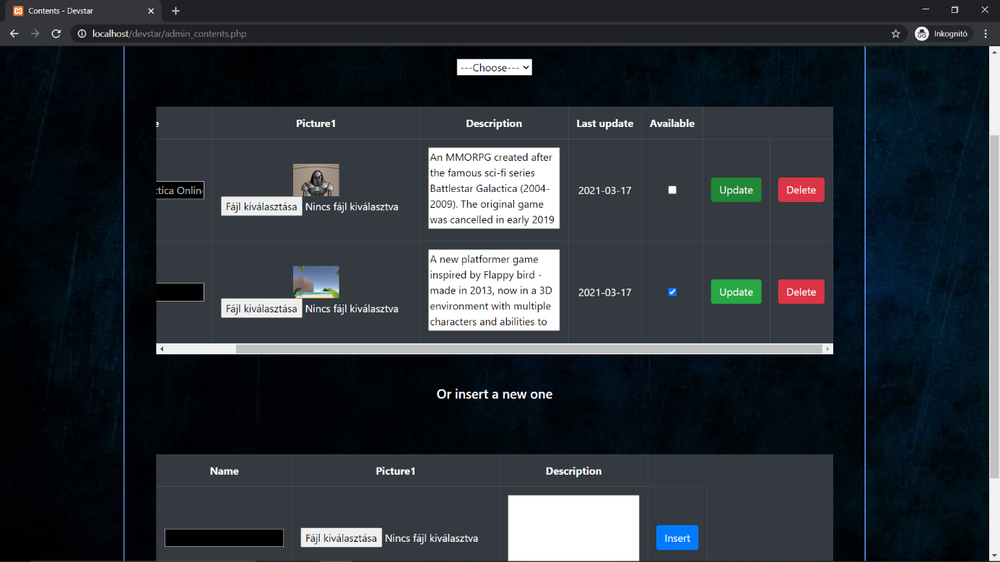 Contents - Devstar
localhost/devstar/admin_contents.php
Inkognitó
---Choose---
e Picture1 Description Last update Available
ctica Onlin
Fájl kiválasztása Nincs fájl kiválasztva
An MMORPG created after
the famous sci-fi series
Battlestar Galactica (2004-
2009). The original game
was cancelled in early 2019
2021-03-17
Update
Delete
Fájl kiválasztása Nincs fájl kiválasztva
A new platformer game
inspired by Flappy bird -
made in 2013, now in a 3D
environment with multiple
characters and abilities to
2021-03-17
Update
Delete
Or insert a new one
Name Picture1 Description
Fájl kiválasztása Nincs fájl kiválasztva
Insert